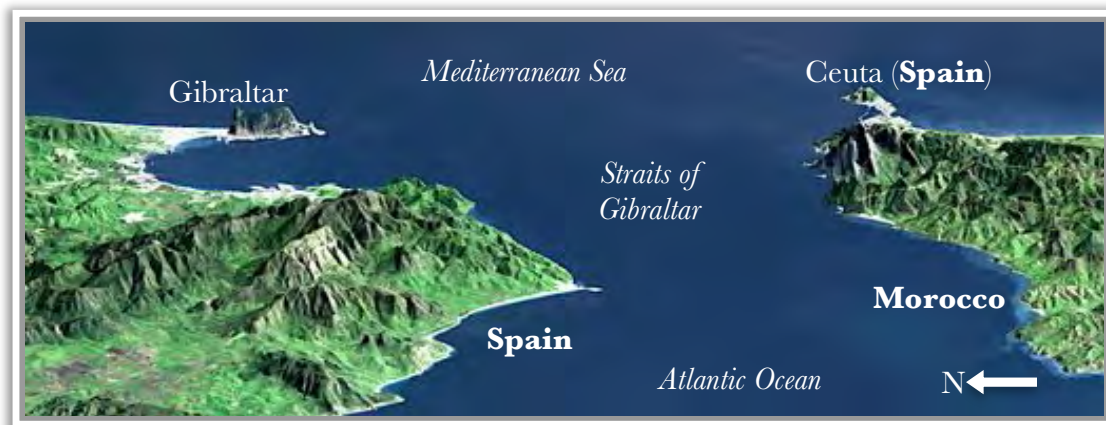 Mediterranean Sea
Ceuta (Spain)
Gibraltar
Straits of
Gibraltar
Morocco
Spain
Atlantic Ocean
N